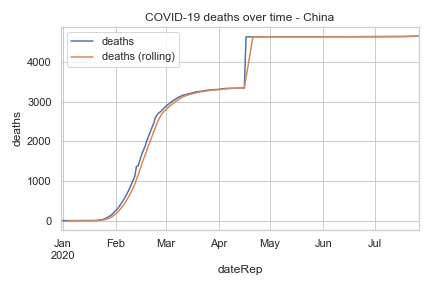 COVID-19 deaths over time - China
deaths
deaths (rolling)
4000
3000
2000
1000
0
deaths
Jan
2020
Feb
Mar
Apr
May
Jun
Jul
dateRep